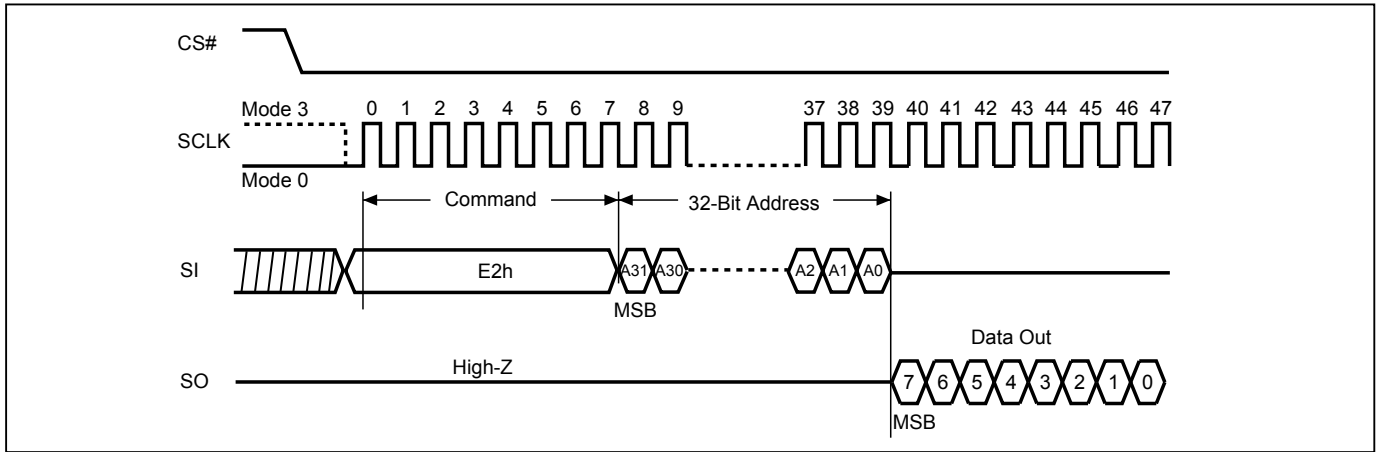 CS#
Mode 3
0 1 2 3 4 5 6 7 8 9 37 38 39 40 41 42 43 44 45 46 47
SCLK
Mode 0
Command 32-Bit Address
SI E2h A31 A30 A2 A1 A0
MSB
Data Out
High-Z
SO 7 6 5 4 3 2 1 0
MSB